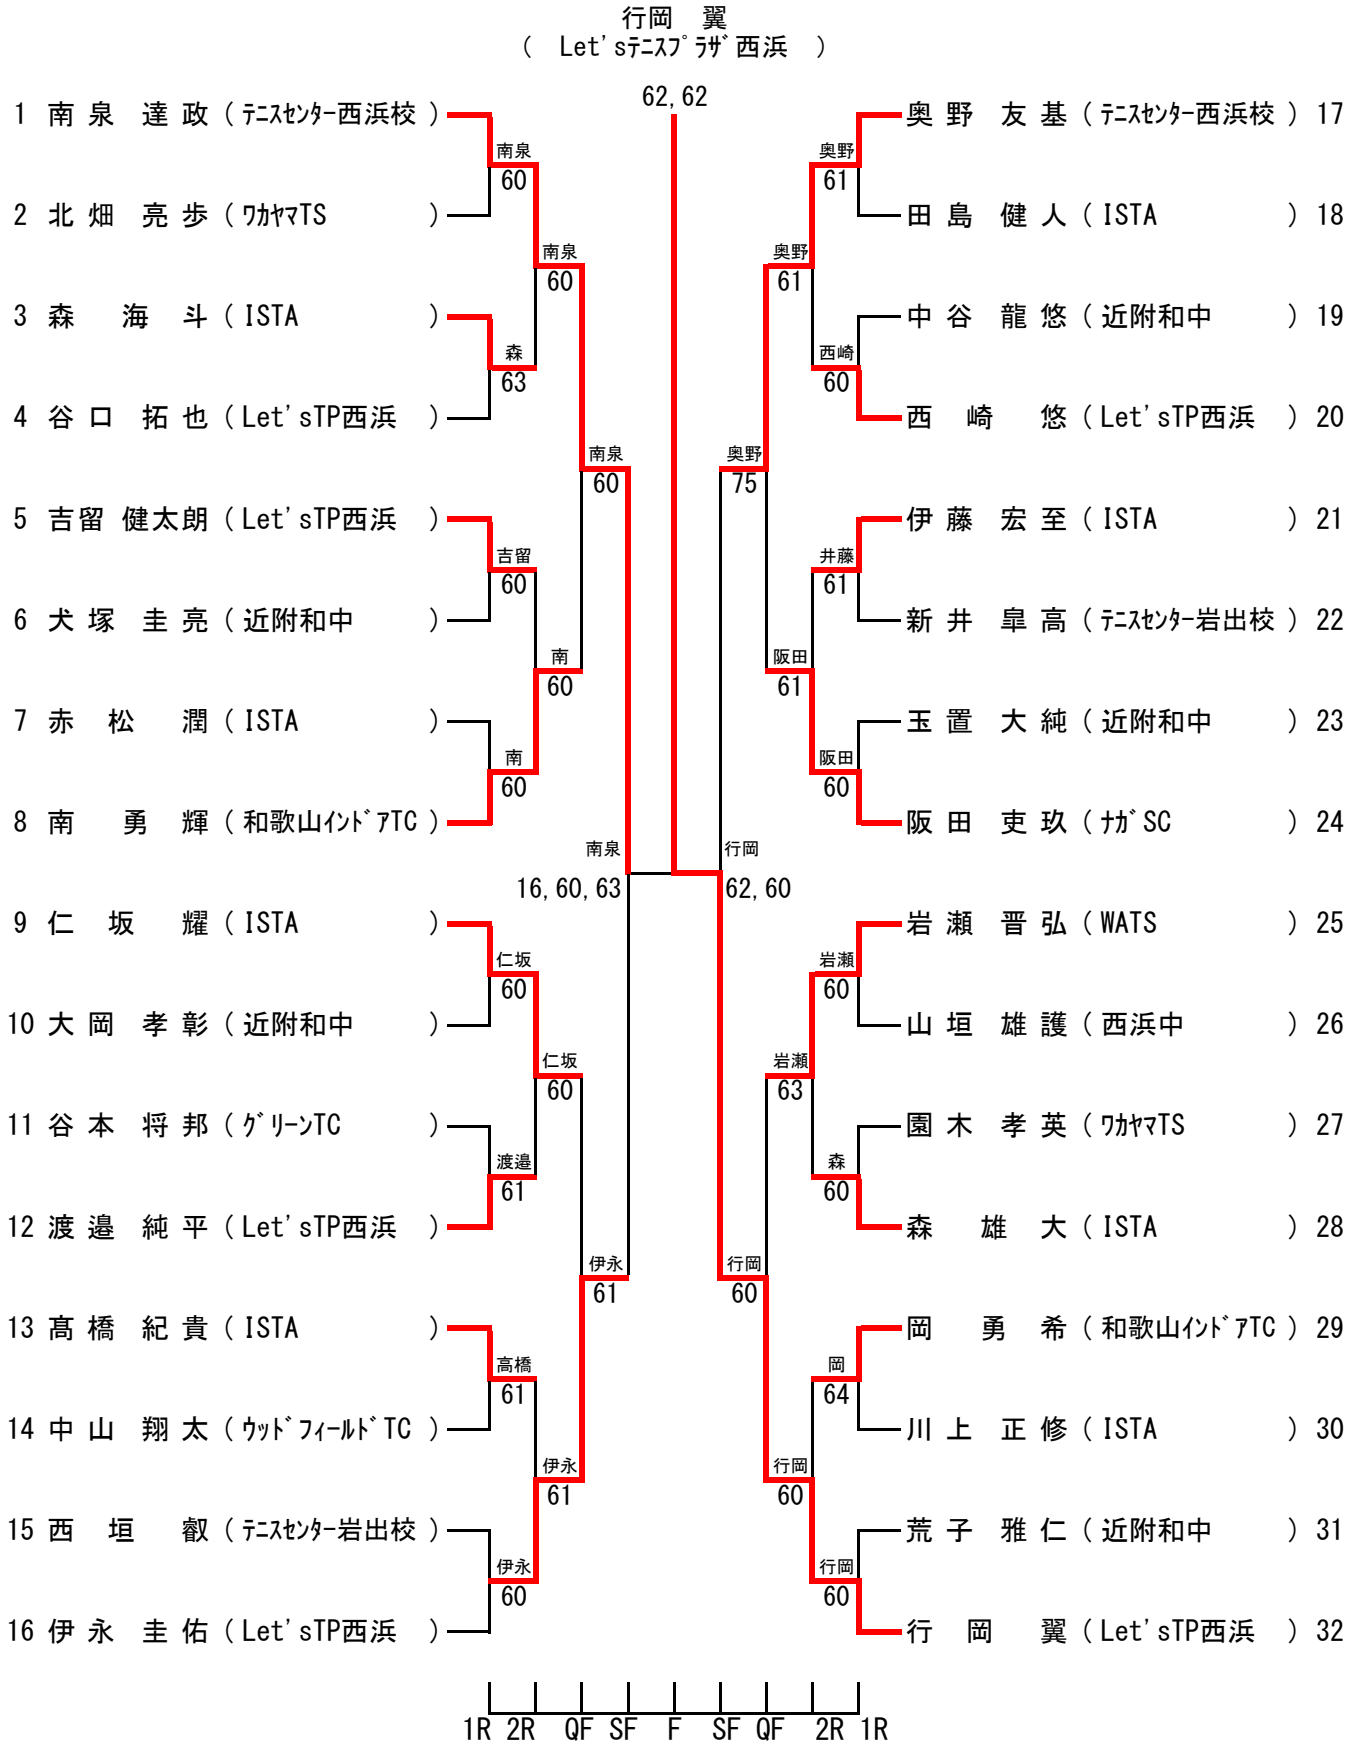 行岡　翼
（　Let'sﾃﾆｽﾌﾟﾗｻﾞ西浜　）
62,62
1 南泉　達政（ﾃﾆｽｾﾝﾀｰ西浜校）
南泉
60
2 北畑　亮歩（ﾜｶﾔﾏTS）
南泉
60
3 森　海斗（ISTA）
森
63
4 谷口　拓也（Let'sTP西浜）
南泉
60
5 吉留 健太朗（Let'sTP西浜）
吉留
60
6 犬塚　圭亮（近附和中）
南
60
7 赤松　潤（ISTA）
南
60
8 南　勇輝（和歌山ｲﾝﾄﾞｱTC）
南泉
16,60,63
9 仁坂　耀（ISTA）
仁坂
60
10 大岡　孝彰（近附和中）
仁坂
60
11 谷本　将邦（ｸﾞﾘｰﾝTC）
渡邉
61
12 渡邉　純平（Let'sTP西浜）
伊永
61
13 髙橋　紀貴（ISTA）
高橋
61
14 中山　翔太（ｳｯﾄﾞﾌｨｰﾙﾄﾞTC）
伊永
61
15 西垣　叡（ﾃﾆｽｾﾝﾀｰ岩出校）
伊永
60
16 伊永　圭佑（Let'sTP西浜）
奥野　友基（ﾃﾆｽｾﾝﾀｰ西浜校）17
奥野
61
田島　健人（ISTA）18
奥野
61
中谷　龍悠（近附和中）19
西崎
60
西崎　悠（Let'sTP西浜）20
奥野
75
伊藤　宏至（ISTA）21
井藤
61
新井　皐高（ﾃﾆｽｾﾝﾀｰ岩出校）22
阪田
61
玉置　大純（近附和中）23
阪田
60
阪田　吏玖（ﾅｶﾞSC）24
行岡
62,60
岩瀬　晋弘（WATS）25
岩瀬
60
山垣　雄護（西浜中）26
岩瀬
63
園木　孝英（ﾜｶﾔﾏTS）27
森
60
森　雄大（ISTA）28
行岡
60
岡　勇希（和歌山ｲﾝﾄﾞｱTC）29
岡
64
川上　正修（ISTA）30
行岡
60
荒子　雅仁（近附和中）31
行岡
60
行岡　翼（Let'sTP西浜）32
1R 2R QF SF F SF QF 2R 1R